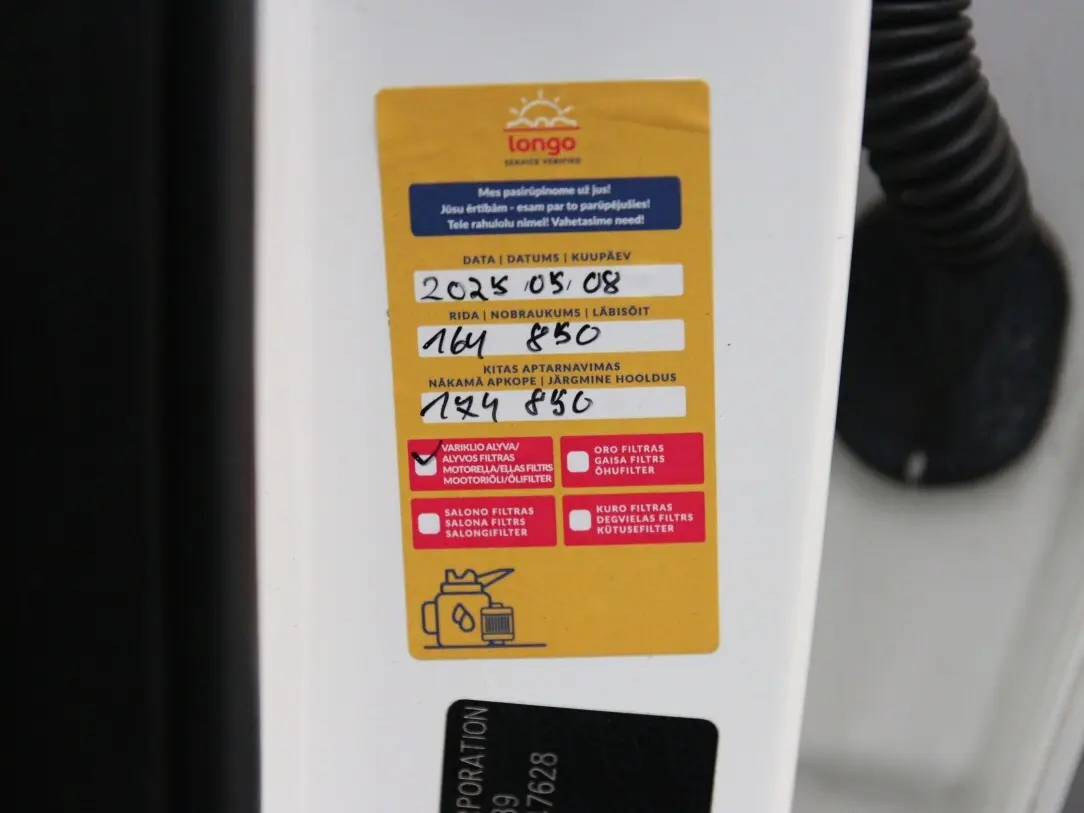 longo
SERVICE VERIFIED
Mes pasirūpinome už jus!
Jūsu ērtībām - esam par to parūpējušies!
Teie rahulolu nimel! Vahetasime need!
DATA | DATUMS | KUUPÄEV
2025.05.08
RIDA | NOBRAUKUMS | LÄBISÕIT
164 850
KITAS APTARNAVIMAS
NĀKAMĀ APKOPE | JÄRGMINE HOOLDUS
174 850
VARIKLIO ALYVA/
ALYVOS FILTRAS
MOTOREĻĻA/EĻĻAS FILTRS
MOOTORIÕLI/ÕLIFILTER
ORO FILTRAS
GAISA FILTRS
ÕHUFILTER
SALONO FILTRAS
SALONA FILTRS
SALONGIFILTER
KURO FILTRAS
DEGVIELAS FILTRS
KÜTUSEFILTER
PORATION
39
7628